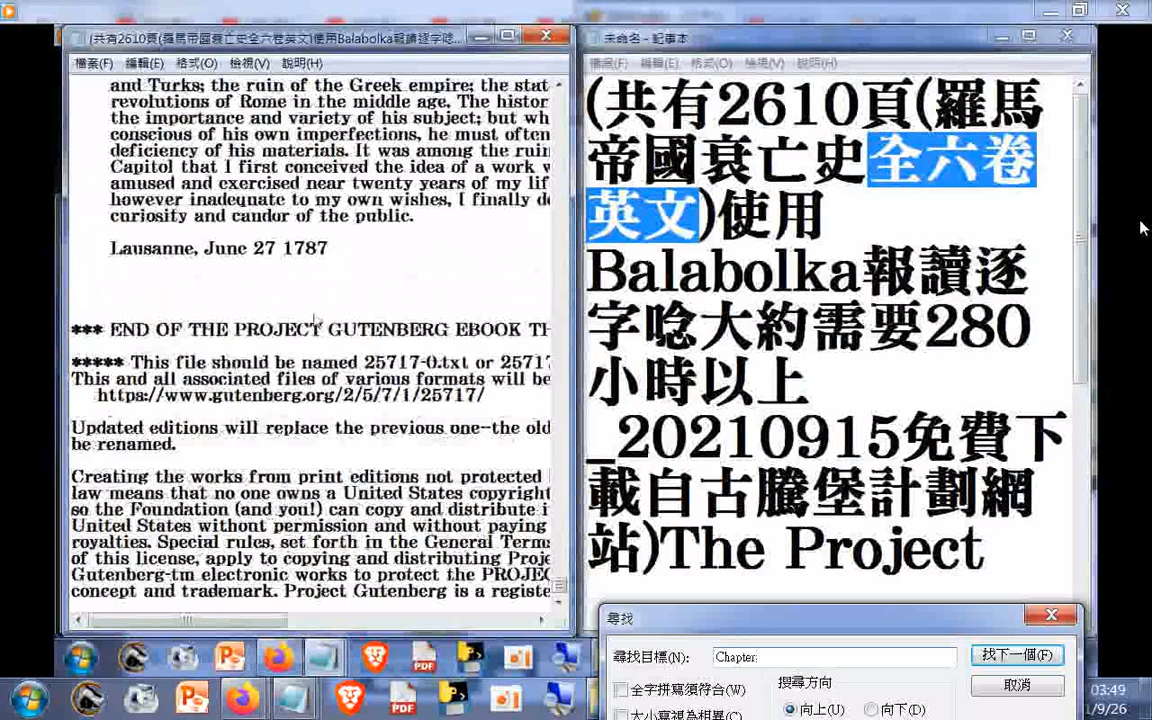 (共有2610頁(羅馬帝國衰亡史全六卷英文)使用Balabolka報讀逐字唸..
檔案(F) 編輯(E) 格式(O) 檢視(V) 說明(H)
and Turks; the ruin of the Greek empire; the stat
revolutions of Rome in the middle age. The histor
the importance and variety of his subject; but wh
conscious of his own imperfections, he must often
deficiency of his materials. It was among the ruin
Capitol that I first conceived the idea of a work w
amused and exercised near twenty years of my lif
however inadequate to my own wishes, I finally de
curiosity and candor of the public.
Lausanne, June 27 1787
*** END OF THE PROJECT GUTENBERG EBOOK TH
***** This file should be named 25717-0.txt or 25717
This and all associated files of various formats will be
https://www.gutenberg.org/2/5/7/1/25717/
Updated editions will replace the previous one--the old
be renamed.
Creating the works from print editions not protected
law means that no one owns a United States copyright
so the Foundation (and you!) can copy and distribute i
United States without permission and without paying
royalties. Special rules, set forth in the General Terms
of this license, apply to copying and distributing Proje
Gutenberg-tm electronic works to protect the PROJEC
concept and trademark. Project Gutenberg is a registe
未命名 - 記事本
檔案(F) 編輯(E) 格式(O) 檢視(V) 說明(H)
(共有2610頁(羅馬
帝國衰亡史全六卷
英文)使用
Balabolka報讀逐
字唸大約需要280
小時以上
_20210915免費下
載自古騰堡計劃網
站)The Project
尋找
尋找目標(N): Chapter 找下一個(F)
全字拼寫須符合(W) 搜尋方向 取消
大小寫視為相異(C) 向上(U) 向下(D)
PDF
PDF
03:49
1/9/26